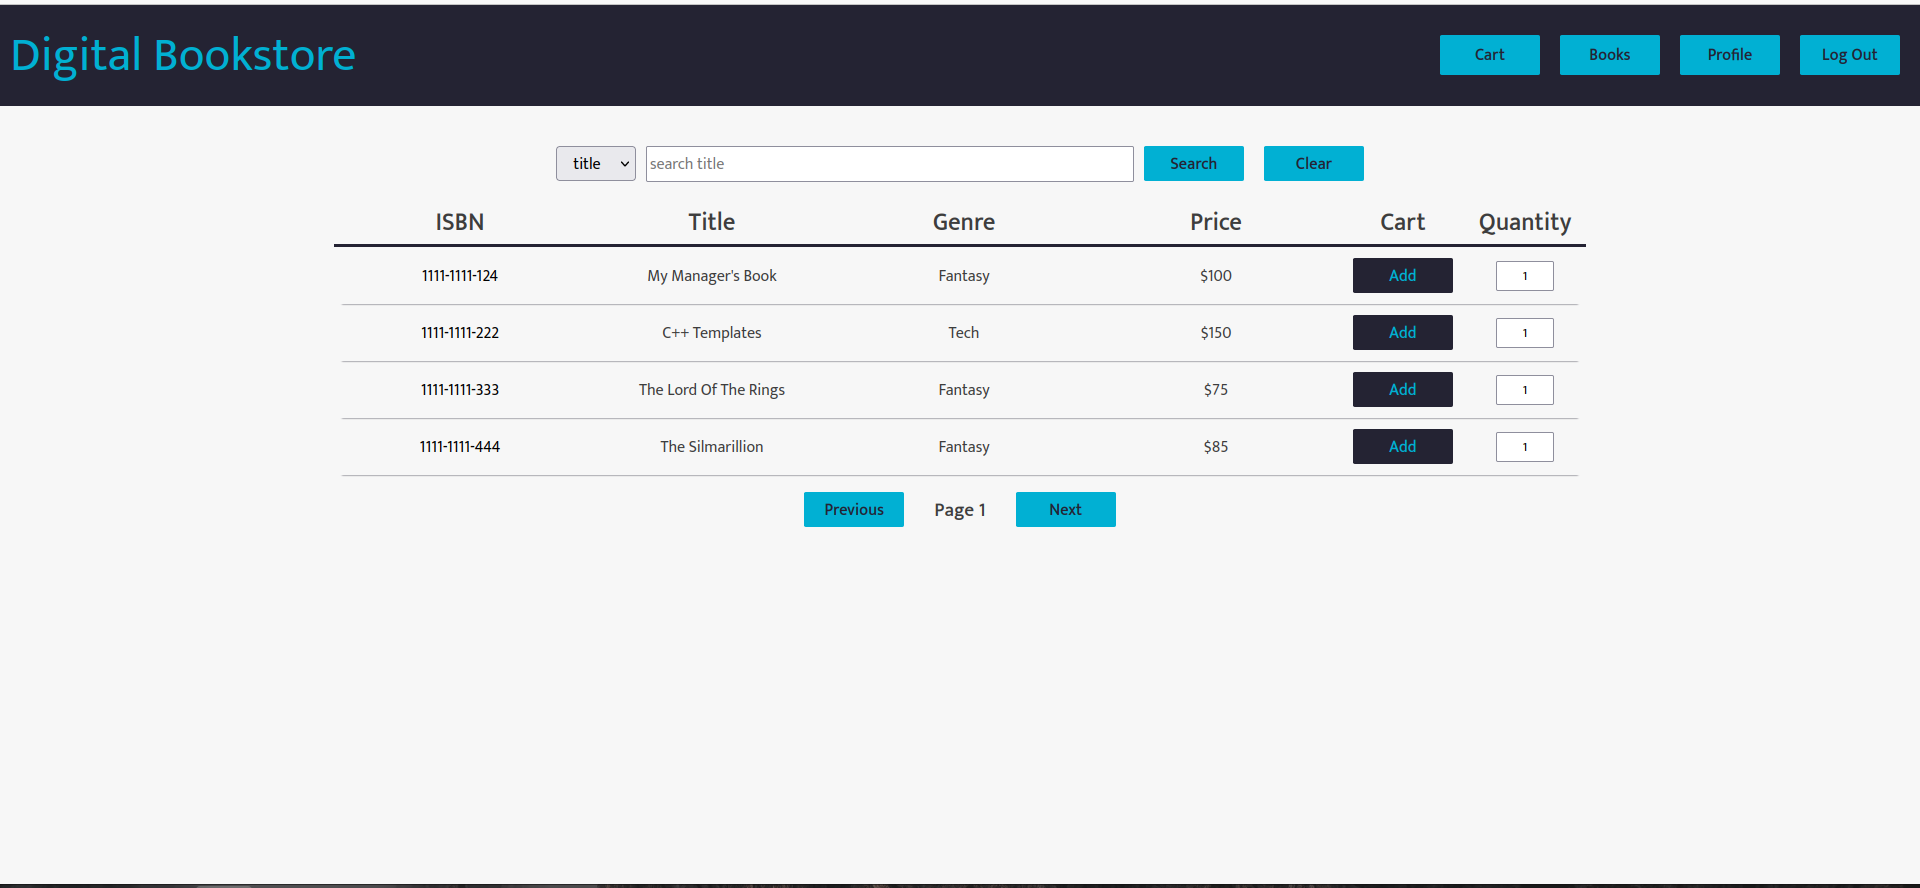 Digital Bookstore Cart Books Profile Log Out
title search title Search Clear
ISBN Title Genre Price Cart Quantity
1111-1111-124 My Manager's Book Fantasy $100 Add 1
1111-1111-222 C++ Templates Tech $150 Add 1
1111-1111-333 The Lord Of The Rings Fantasy $75 Add 1
1111-1111-444 The Silmarillion Fantasy $85 Add 1
Previous Page 1 Next